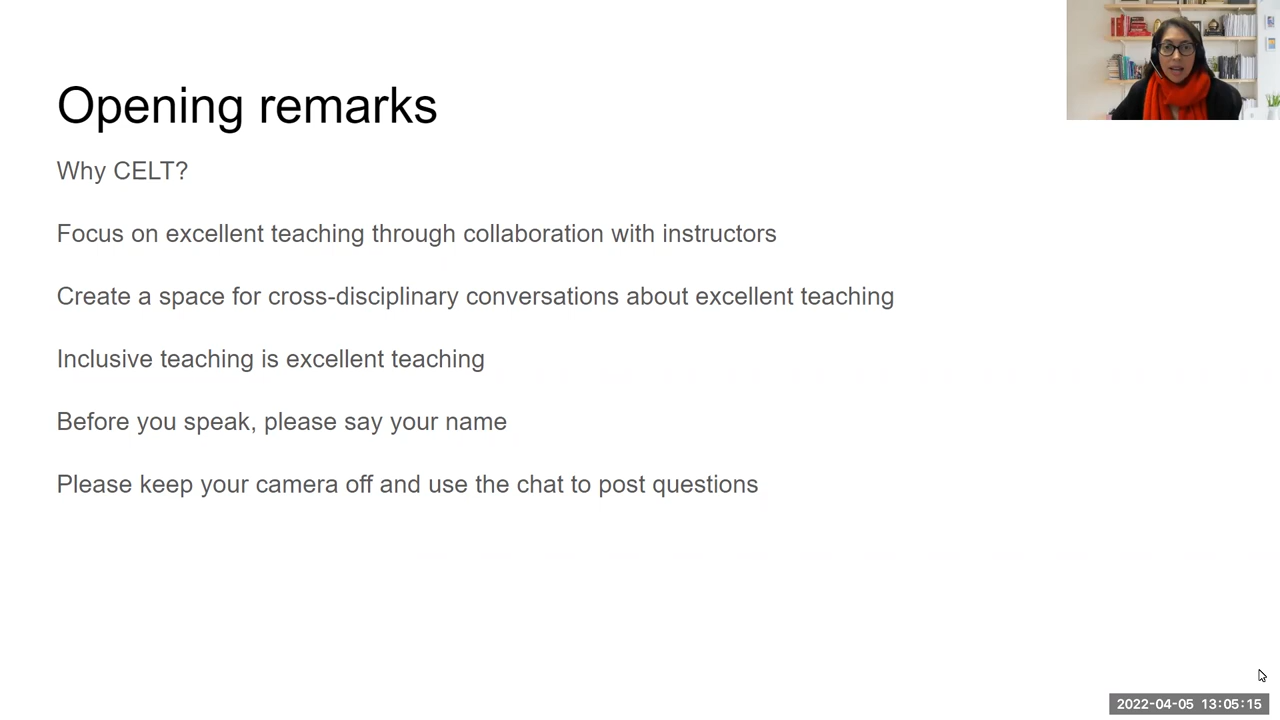 Opening remarks
Why CELT?
Focus on excellent teaching through collaboration with instructors
Create a space for cross-disciplinary conversations about excellent teaching
Inclusive teaching is excellent teaching
Before you speak, please say your name
Please keep your camera off and use the chat to post questions
2022-04-05 13:05:15